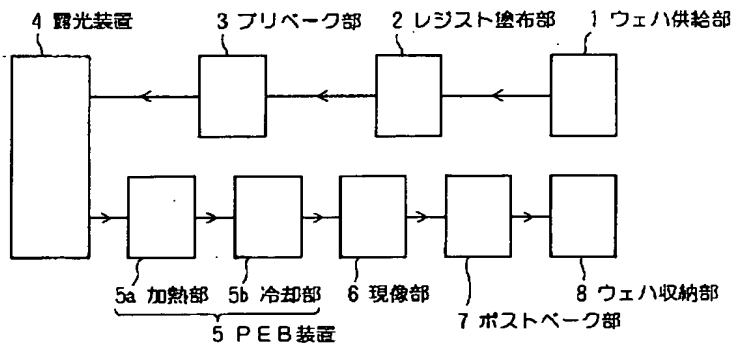 4 露光装置
3 プリベーク部
2 レジスト塗布部
1 ウェハ供給部
5a 加熱部
5b 冷却部
6 現像部
7 ポストベーク部
8 ウェハ収納部
5 PEB装置